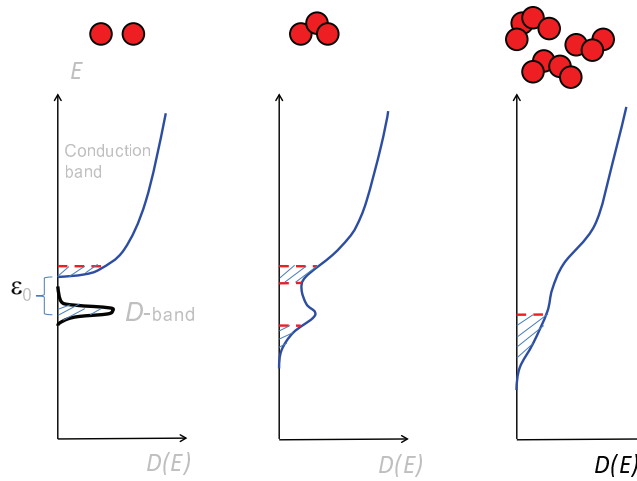 E
Conduction
band
ε0
D-band
D(E)
D(E)
D(E)